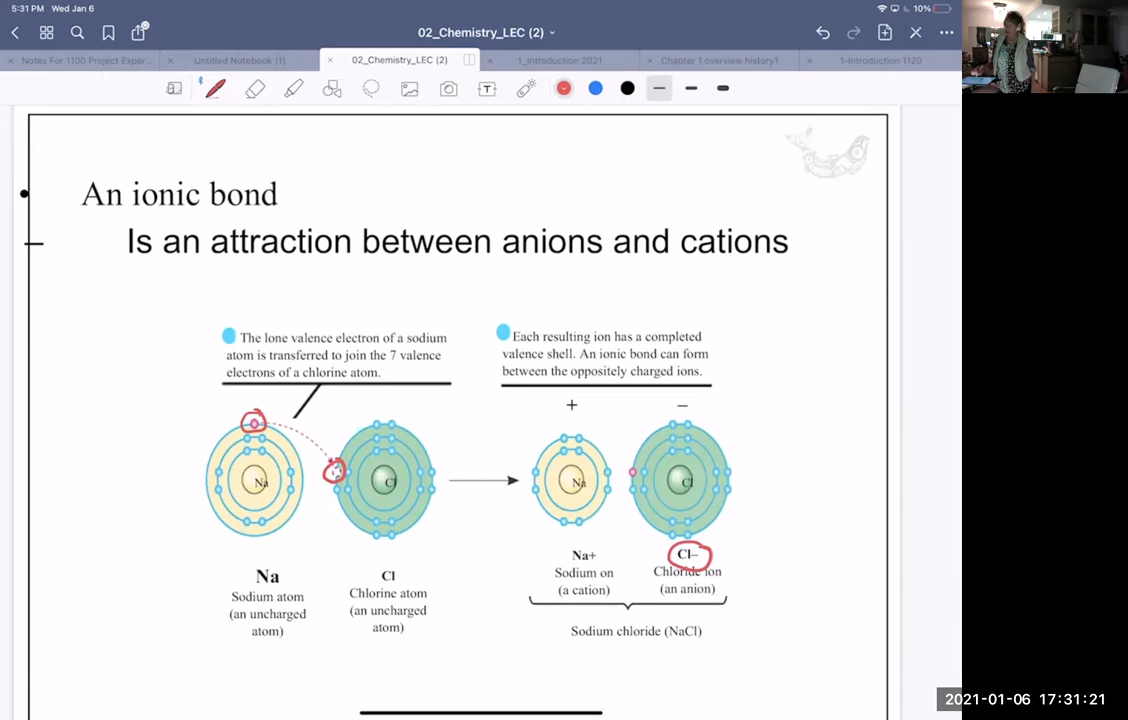 5:31 PM Wed Jan 6
10%
02_Chemistry_LEC (2)
Notes For 1100 Project Exper...
Untitled Notebook (1)
02_Chemistry_LEC (2)
1_Introduction 2021
Chapter 1 overview history1
1-Introduction 1120
T
An ionic bond
Is an attraction between anions and cations
The lone valence electron of a sodium
atom is transferred to join the 7 valence
electrons of a chlorine atom.
Each resulting ion has a completed
valence shell. An ionic bond can form
between the oppositely charged ions.
+ –
Na Cl Na Cl
Na
Sodium atom
(an uncharged
atom)
Cl
Chlorine atom
(an uncharged
atom)
Na+
Sodium on
(a cation)
Cl–
Chloride ion
(an anion)
Sodium chloride (NaCl)
2021-01-06 17:31:21